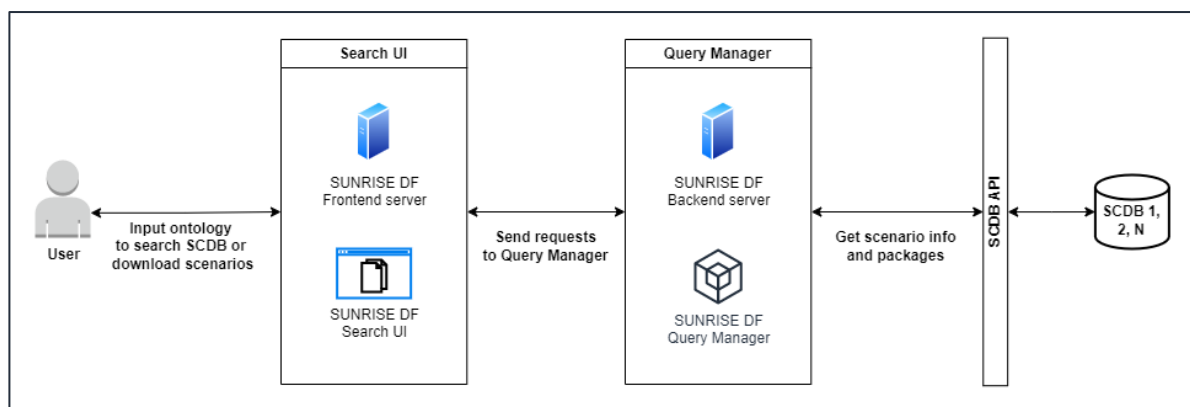 Search UI
Query Manager
SUNRISE DF
Frontend server
SUNRISE DF
Backend server
User
Input ontology
to search SCDB or
download scenarios
Send requests
to Query Manager
Get scenario info
and packages
SCDB API
SCDB 1,
2, N
SUNRISE DF
Search UI
SUNRISE DF
Query Manager